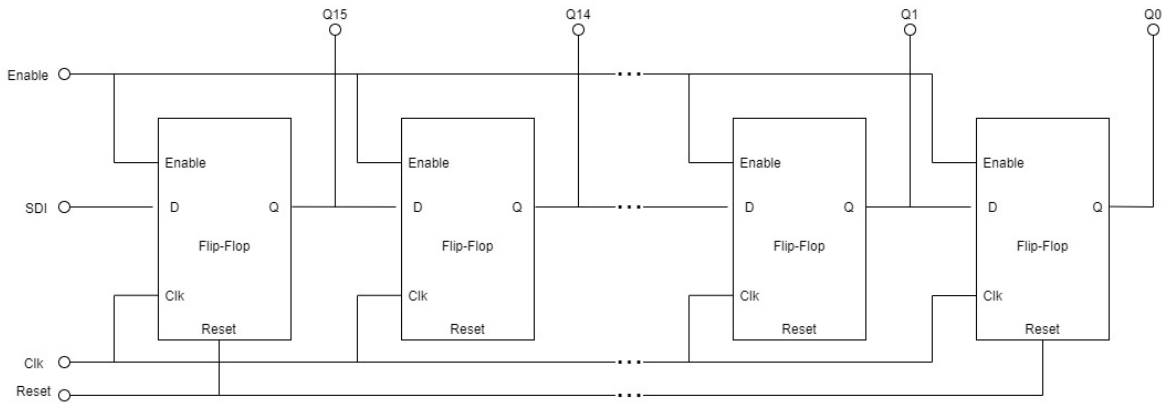 Q15 Q14 Q1 Q0
Enable
Enable Enable Enable Enable
SDI D Q D Q D Q D Q
Flip-Flop Flip-Flop Flip-Flop Flip-Flop
Clk Clk Clk Clk
Reset Reset Reset Reset
Clk
Reset